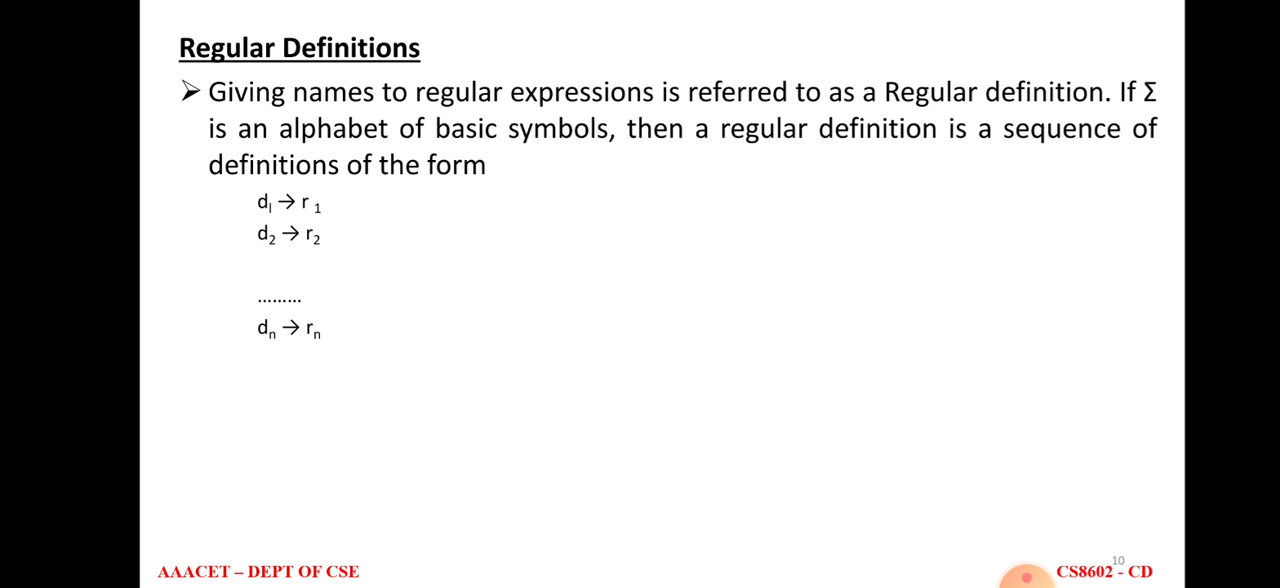 Regular Definitions
➢ Giving names to regular expressions is referred to as a Regular definition. If Σ
is an alphabet of basic symbols, then a regular definition is a sequence of
definitions of the form
dl → r 1
d2 → r2
.........
dn → rn
10
AAACET – DEPT OF CSE
CS8602 - CD